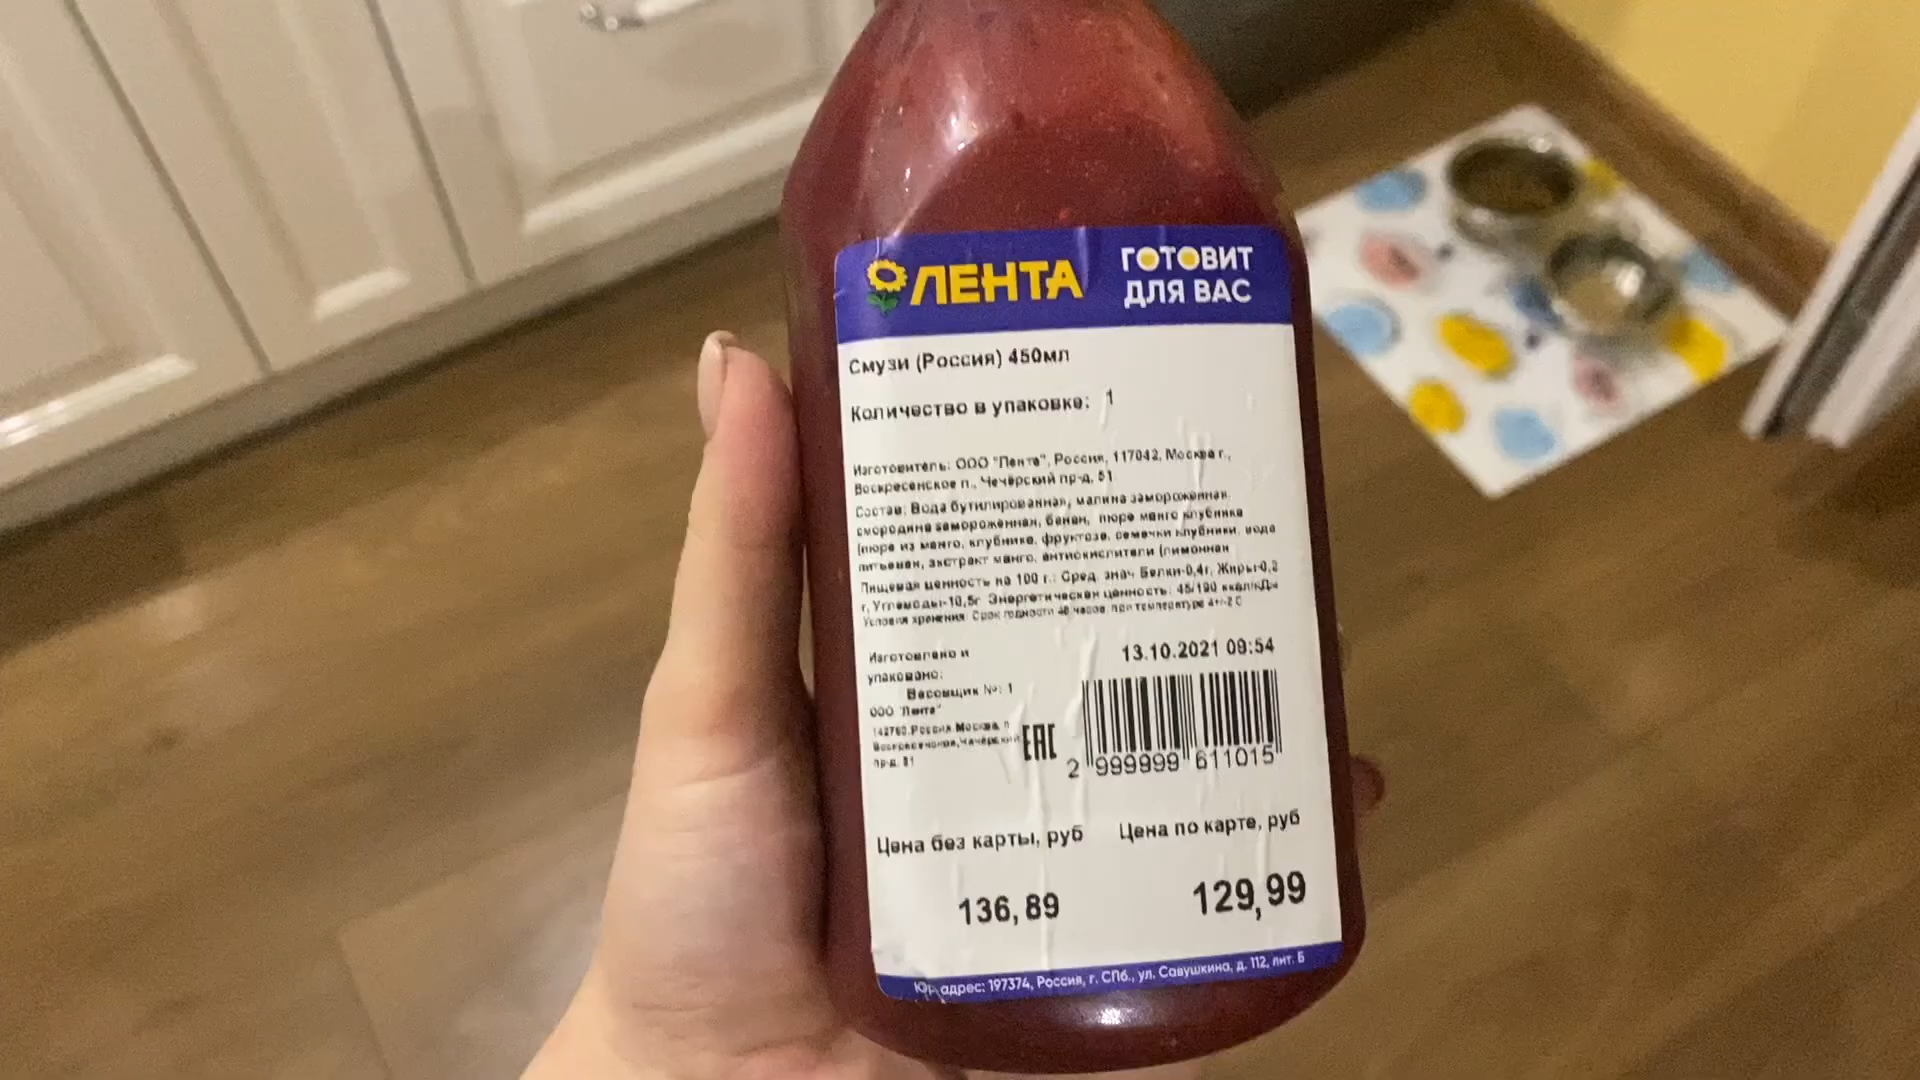 ЛЕНТА
ГОТОВИТ
ДЛЯ ВАС
Смузи (Россия) 450мл
Количество в упаковке: 1
Изготовитель: ООО "Лента", Россия, 117042, Москва г.,
Воскресенское п., Чечёрский пр-д, 51
Состав: Вода бутилированная, малина замороженная,
смородина замороженная, банан, пюре манго клубника
(пюре из манго, клубника, фруктоза, семечки клубники, вода
питьевая, экстракт манго, антиокислители (лимонная
Пищевая ценность на 100 г.: Сред. знач. Белки-0,4г, Жиры-0,2
г, Углеводы-10,5г Энергетическая ценность: 45/190 ккал/кДж
Условия хранения: Срок годности 48 часов при температуре 4+/-2 С
Изготовлено и
упаковано:
13.10.2021 09:54
Весовщик №: 1
ООО "Лента"
142760,Россия,Москва,п
Воскресенское,Чечёрский
пр-д, 51
EAC
2 999999 611015
Цена без карты, руб
Цена по карте, руб
136,89
129,99
Юр. адрес: 197374, Россия, г. СПб., ул. Савушкина, д. 112, лит. Б